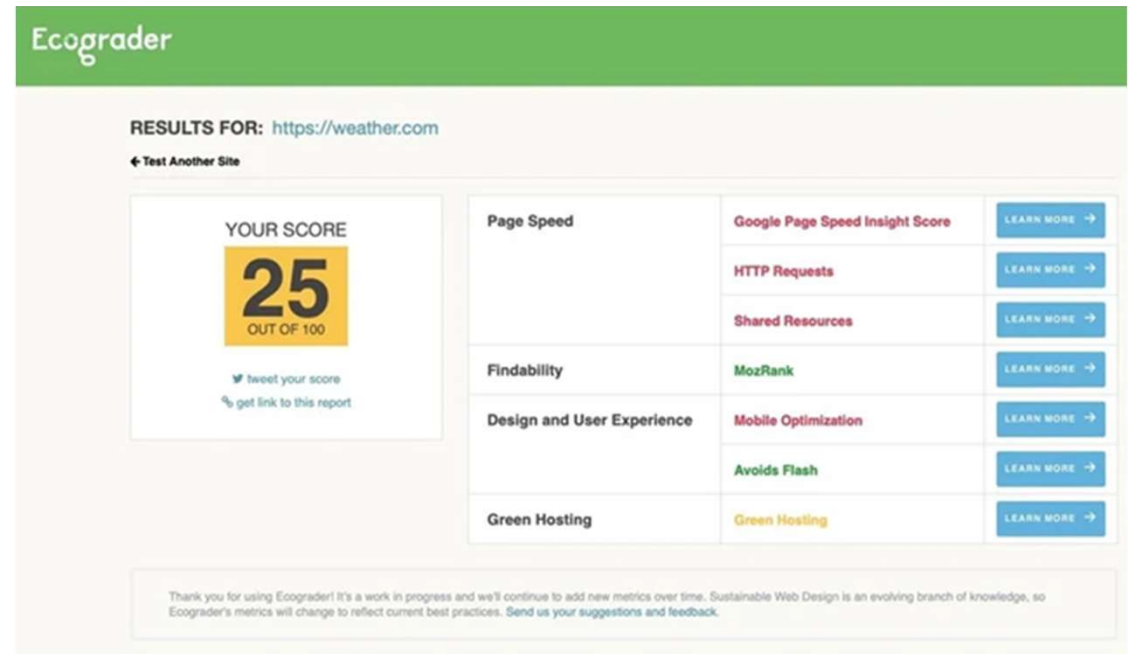 Ecograder
RESULTS FOR: https://weather.com
← Test Another Site
YOUR SCORE
25
OUT OF 100
tweet your score
get link to this report
Page Speed
Google Page Speed Insight Score
LEARN MORE →
HTTP Requests
LEARN MORE →
Shared Resources
LEARN MORE →
Findability
MozRank
LEARN MORE →
Design and User Experience
Mobile Optimization
LEARN MORE →
Avoids Flash
LEARN MORE →
Green Hosting
Green Hosting
LEARN MORE →
Thank you for using Ecograder! It's a work in progress and we'll continue to add new metrics over time. Sustainable Web Design is an evolving branch of knowledge, so
Ecograder's metrics will change to reflect current best practices. Send us your suggestions and feedback.